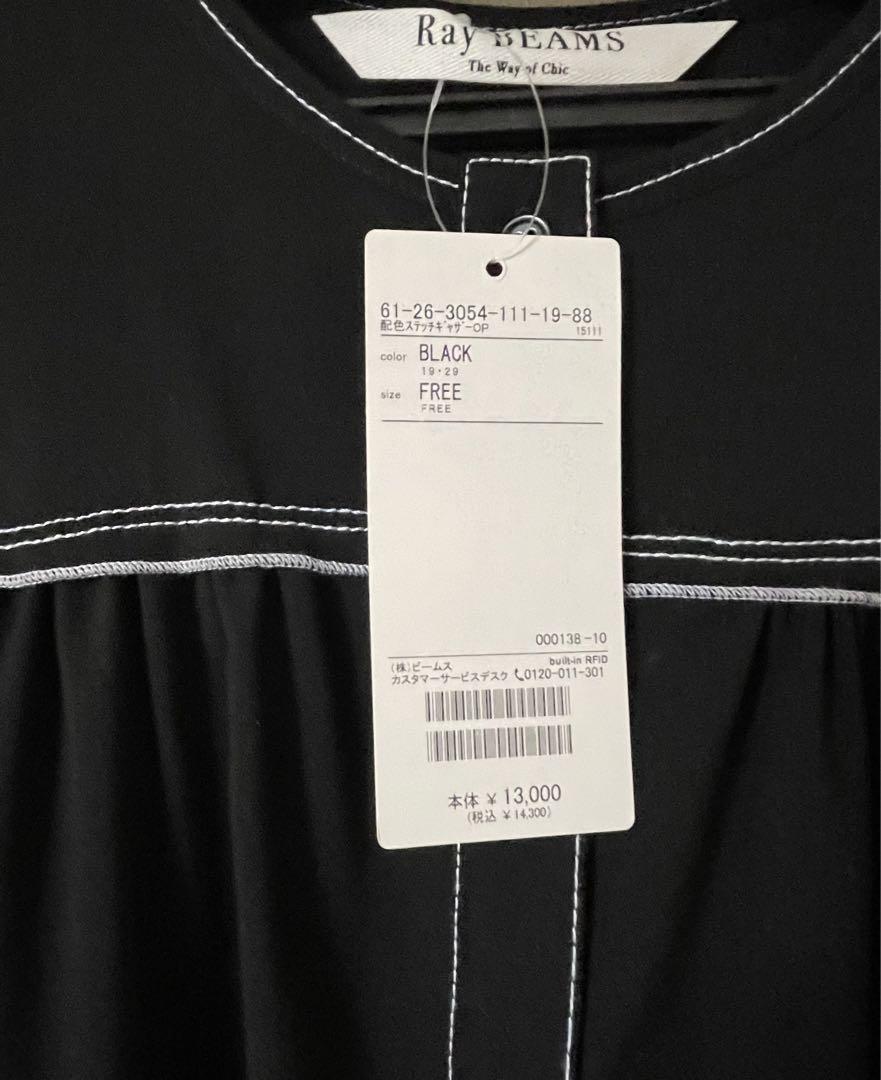 Ray BEAMS
The Way of Chic
61-26-3054-111-19-88
配色ステッチギャザーOP 15111
color BLACK
19・29
size FREE
FREE
000138-10
built-in RFID
(株)ビームス
カスタマーサービスデスク 0120-011-301
本体 ¥13,000
(税込 ¥14,300)